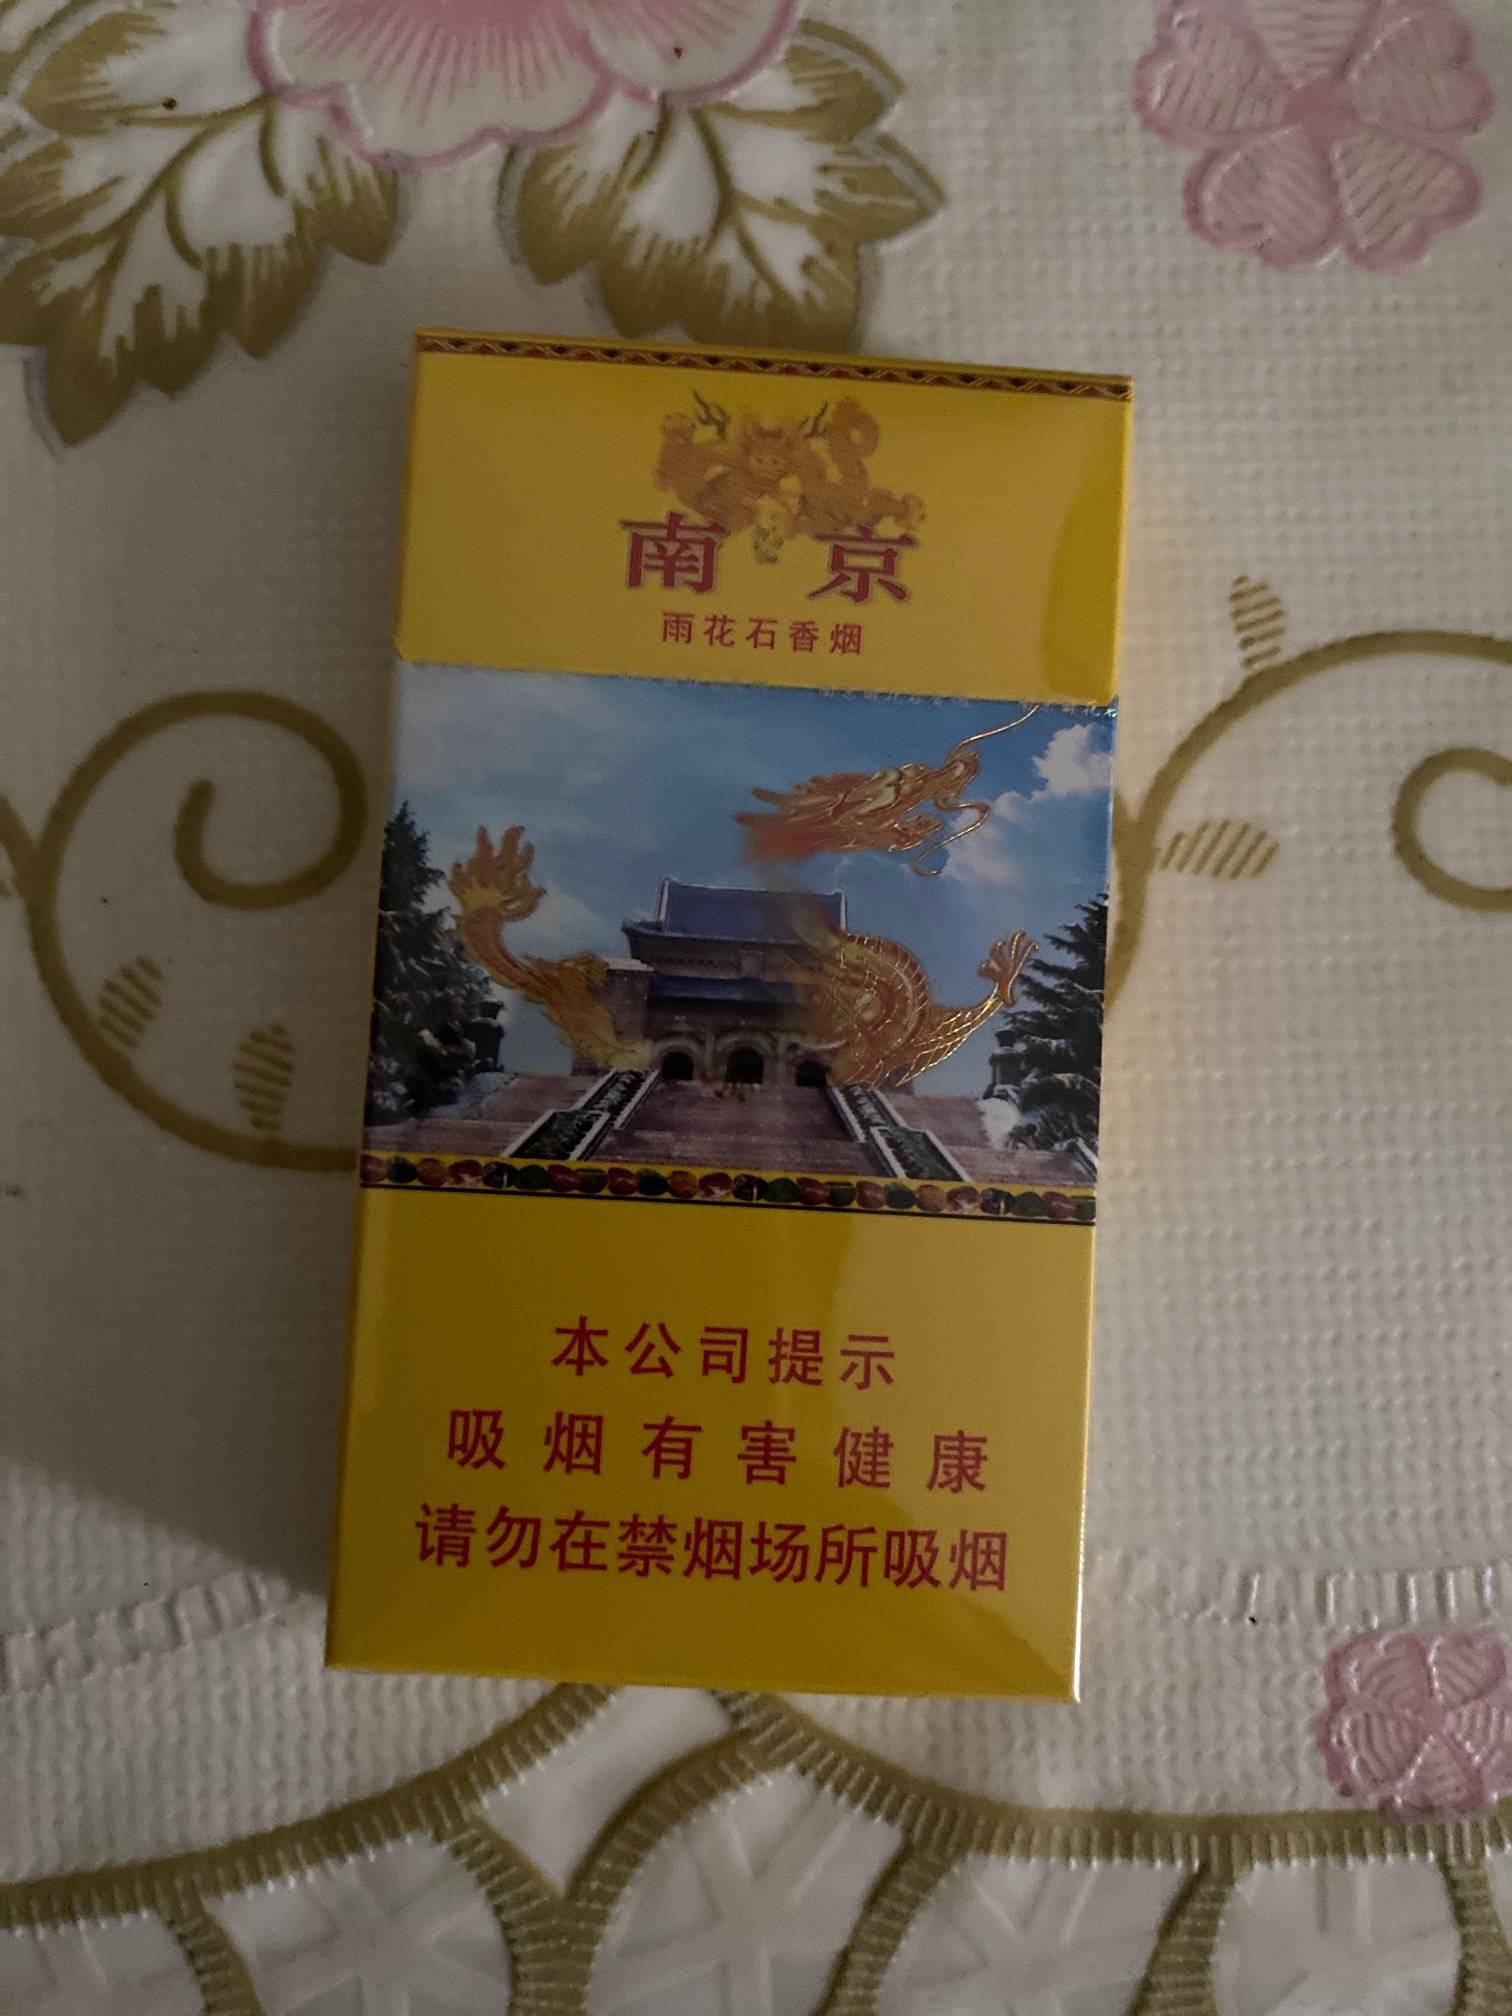 南京
雨花石香烟
本公司提示
吸烟有害健康
请勿在禁烟场所吸烟